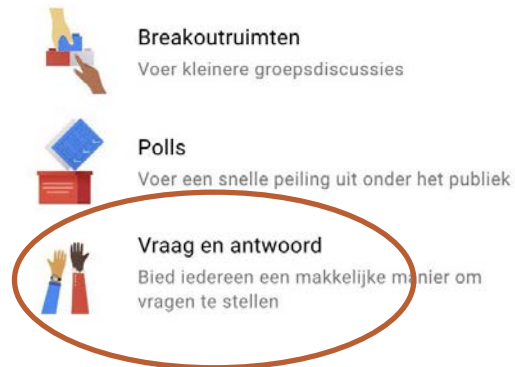 Breakoutruimten
Voer kleinere groepsdiscussies
Polls
Voer een snelle peiling uit onder het publiek
Vraag en antwoord
Bied iedereen een makkelijke manier om
vragen te stellen